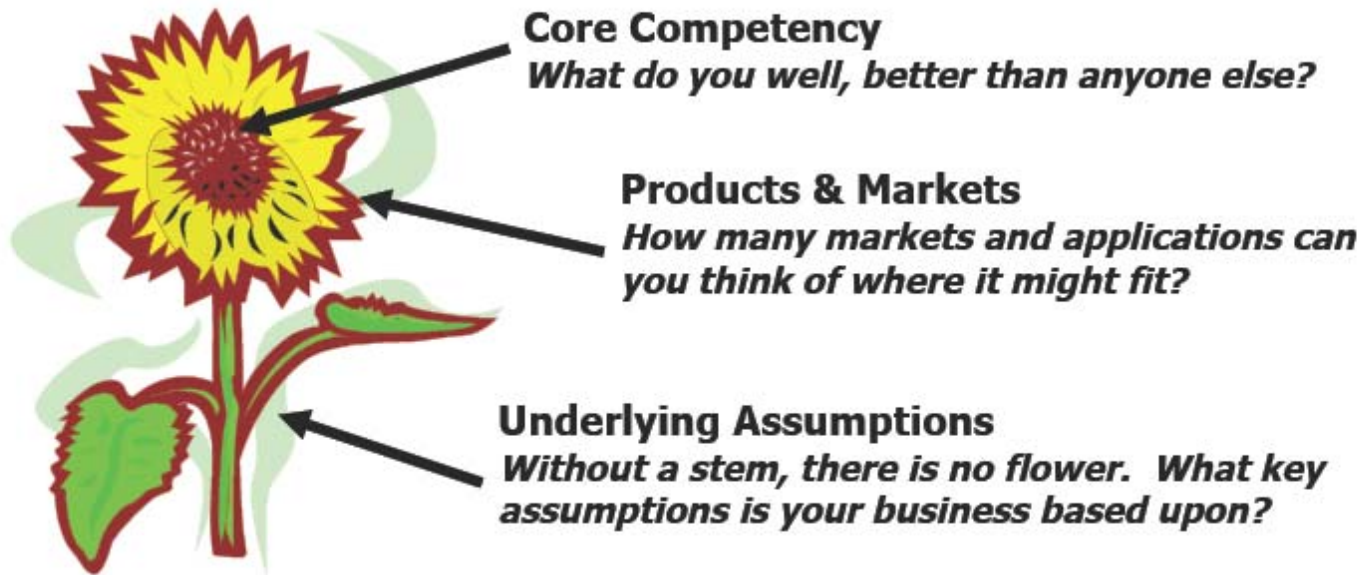 Core Competency
What do you well, better than anyone else?
Products & Markets
How many markets and applications can
you think of where it might fit?
Underlying Assumptions
Without a stem, there is no flower.  What key
assumptions is your business based upon?